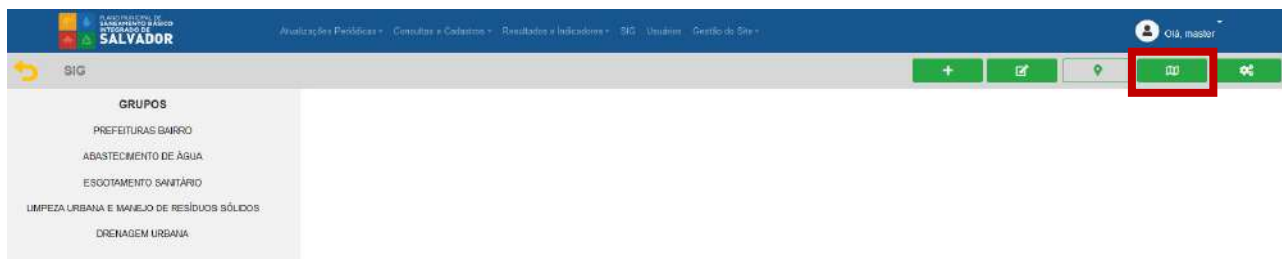 PLANO MUNICIPAL DE
SANEAMENTO BÁSICO
INTEGRADO DE
SALVADOR
Atualizações Periódicas Consultas e Cadastros Resultados e Indicadores SIG Usuários Gestão do Site
Olá, master
SIG
GRUPOS
PREFEITURAS BAIRRO
ABASTECIMENTO DE ÁGUA
ESGOTAMENTO SANITÁRIO
LIMPEZA URBANA E MANEJO DE RESÍDUOS SÓLIDOS
DRENAGEM URBANA